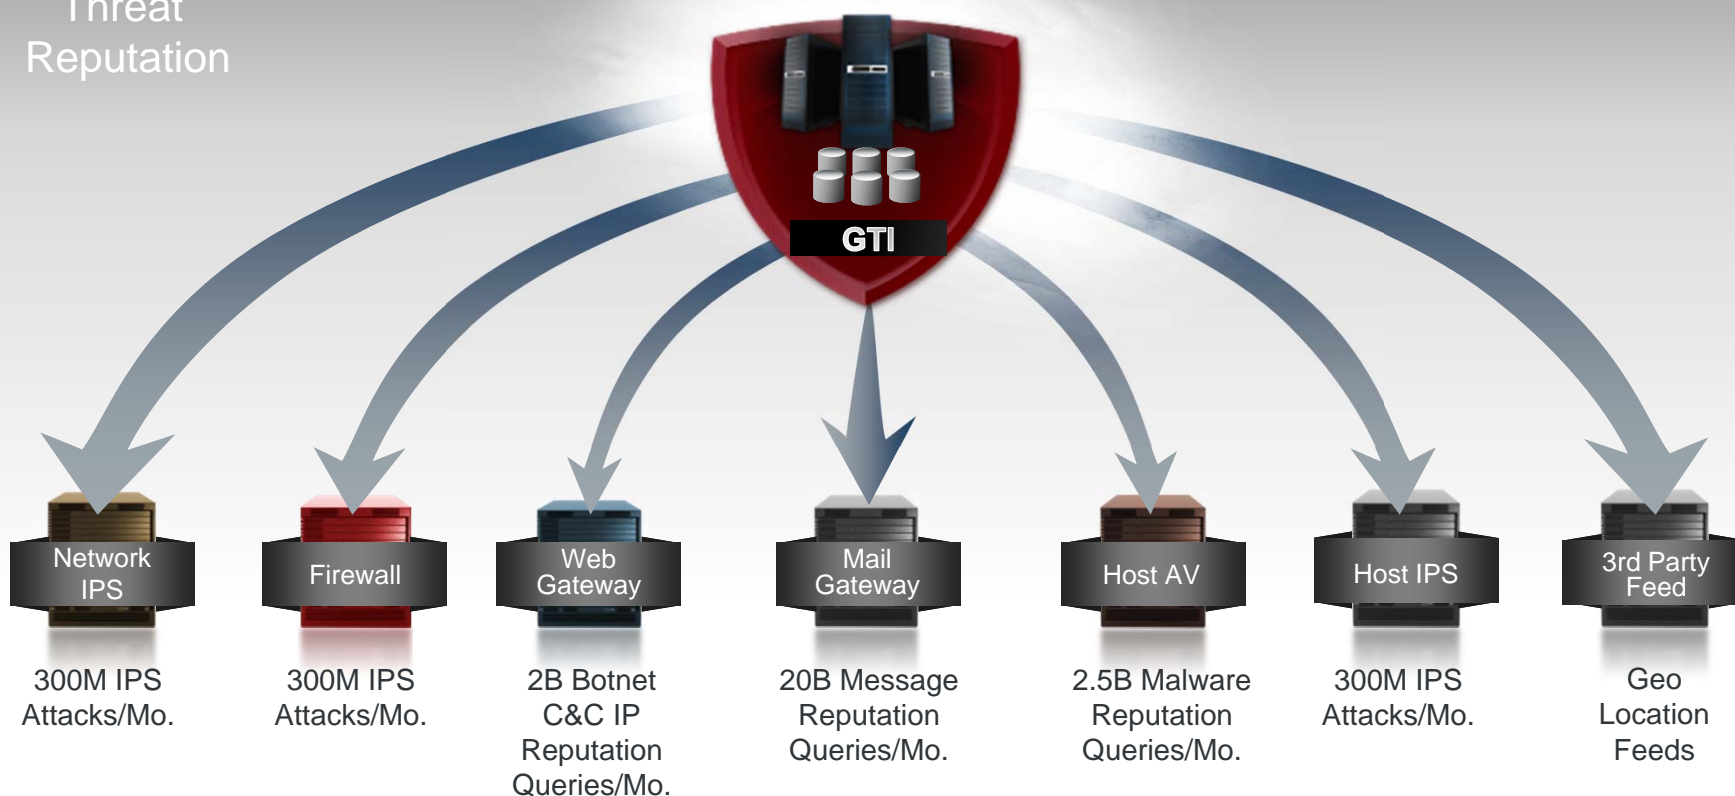 Threat
Reputation
GTI
Network
IPS
Firewall
Web
Gateway
Mail
Gateway
Host AV
Host IPS
3rd Party
Feed
300M IPS
Attacks/Mo.
300M IPS
Attacks/Mo.
2B Botnet
C&C IP
Reputation
Queries/Mo.
20B Message
Reputation
Queries/Mo.
2.5B Malware
Reputation
Queries/Mo.
300M IPS
Attacks/Mo.
Geo
Location
Feeds